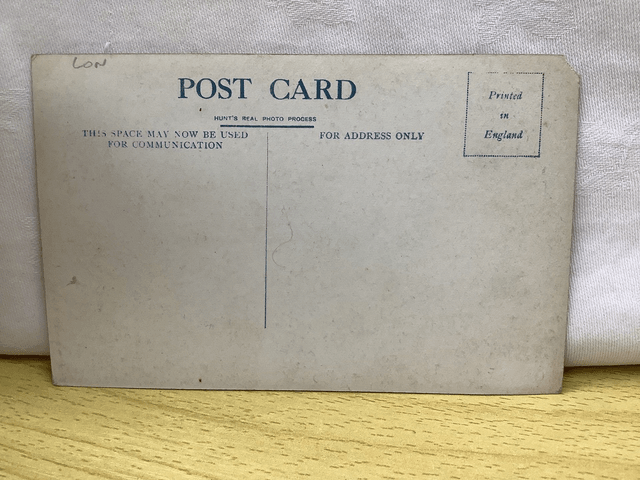 LON
POST CARD
HUNT'S REAL PHOTO PROCESS
THIS SPACE MAY NOW BE USED
FOR COMMUNICATION
FOR ADDRESS ONLY
Printed
in
England